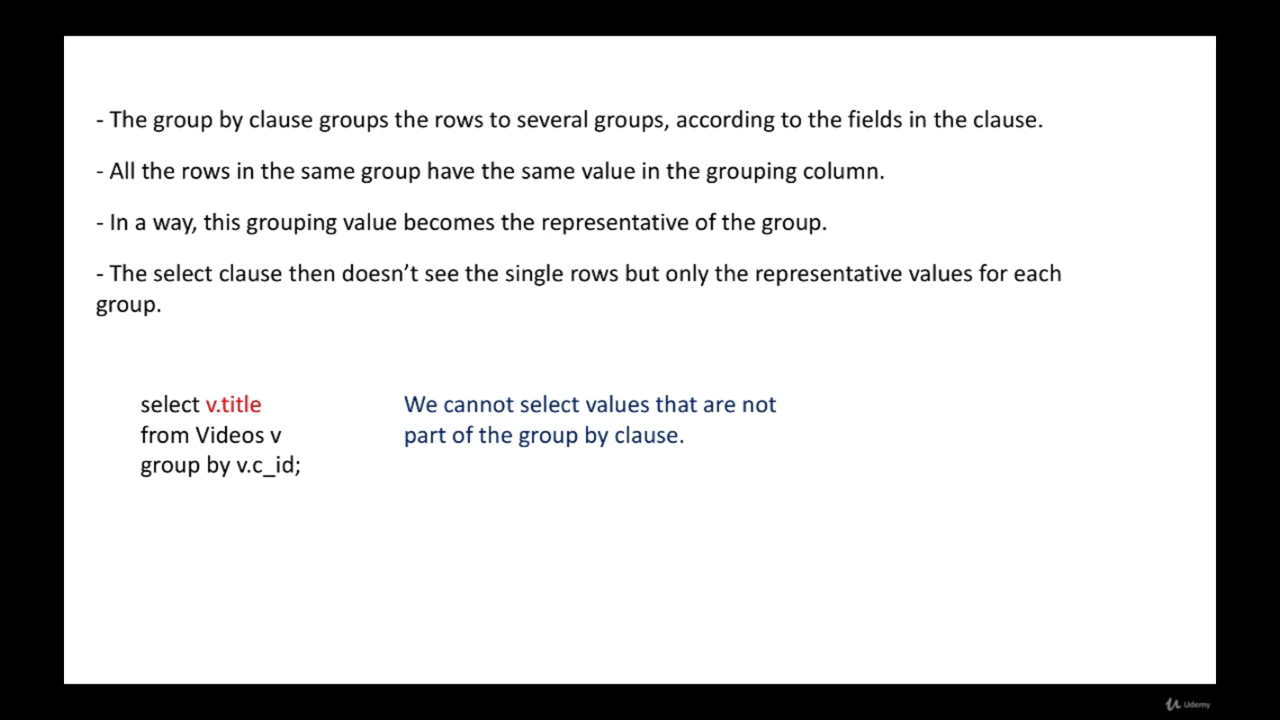 - The group by clause groups the rows to several groups, according to the fields in the clause.
- All the rows in the same group have the same value in the grouping column.
- In a way, this grouping value becomes the representative of the group.
- The select clause then doesn’t see the single rows but only the representative values for each
group.
select v.title
from Videos v
group by v.c_id;
We cannot select values that are not
part of the group by clause.
Udemy